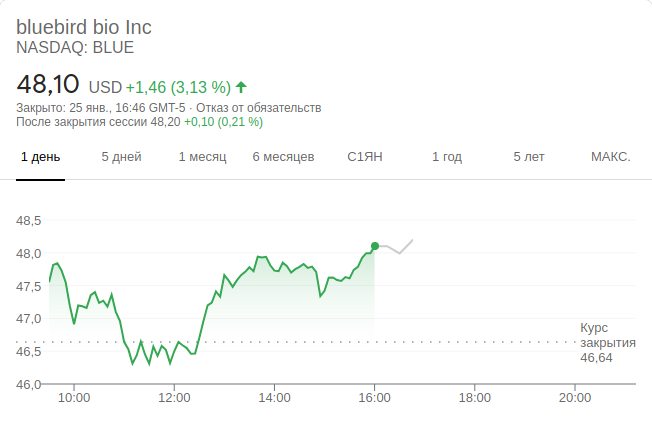 bluebird bio Inc
NASDAQ: BLUE
48,10 USD +1,46 (3,13 %)
Закрыто: 25 янв., 16:46 GMT-5 · Отказ от обязательств
После закрытия сессии 48,20 +0,10 (0,21 %)
1 день 5 дней 1 месяц 6 месяцев С1ЯН 1 год 5 лет МАКС.
48,5
48,0
47,5
47,0
46,5
46,0
Курс
закрытия
46,64
10:00 12:00 14:00 16:00 18:00 20:00